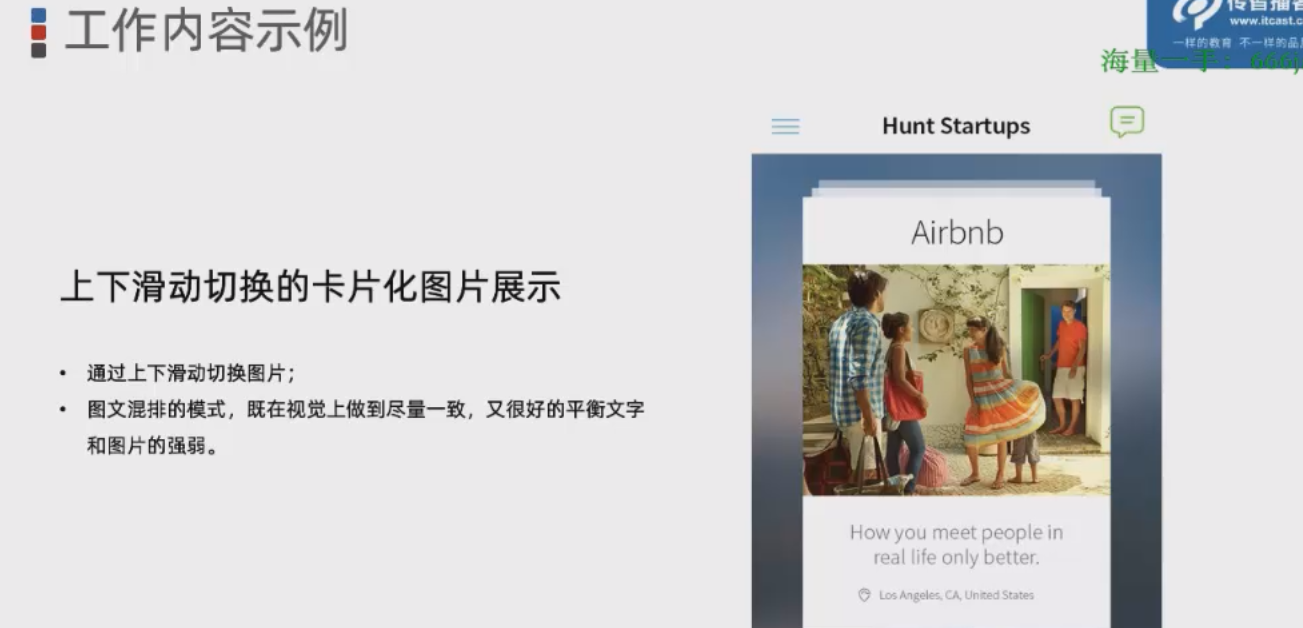 工作内容示例
传智播客
www.itcast.c
一样的教育 不一样的品
海量一手：666j
Hunt Startups
Airbnb
上下滑动切换的卡片化图片展示
• 通过上下滑动切换图片；
• 图文混排的模式，既在视觉上做到尽量一致，又很好的平衡文字
和图片的强弱。
How you meet people in
real life only better.
Los Angeles, CA, United States